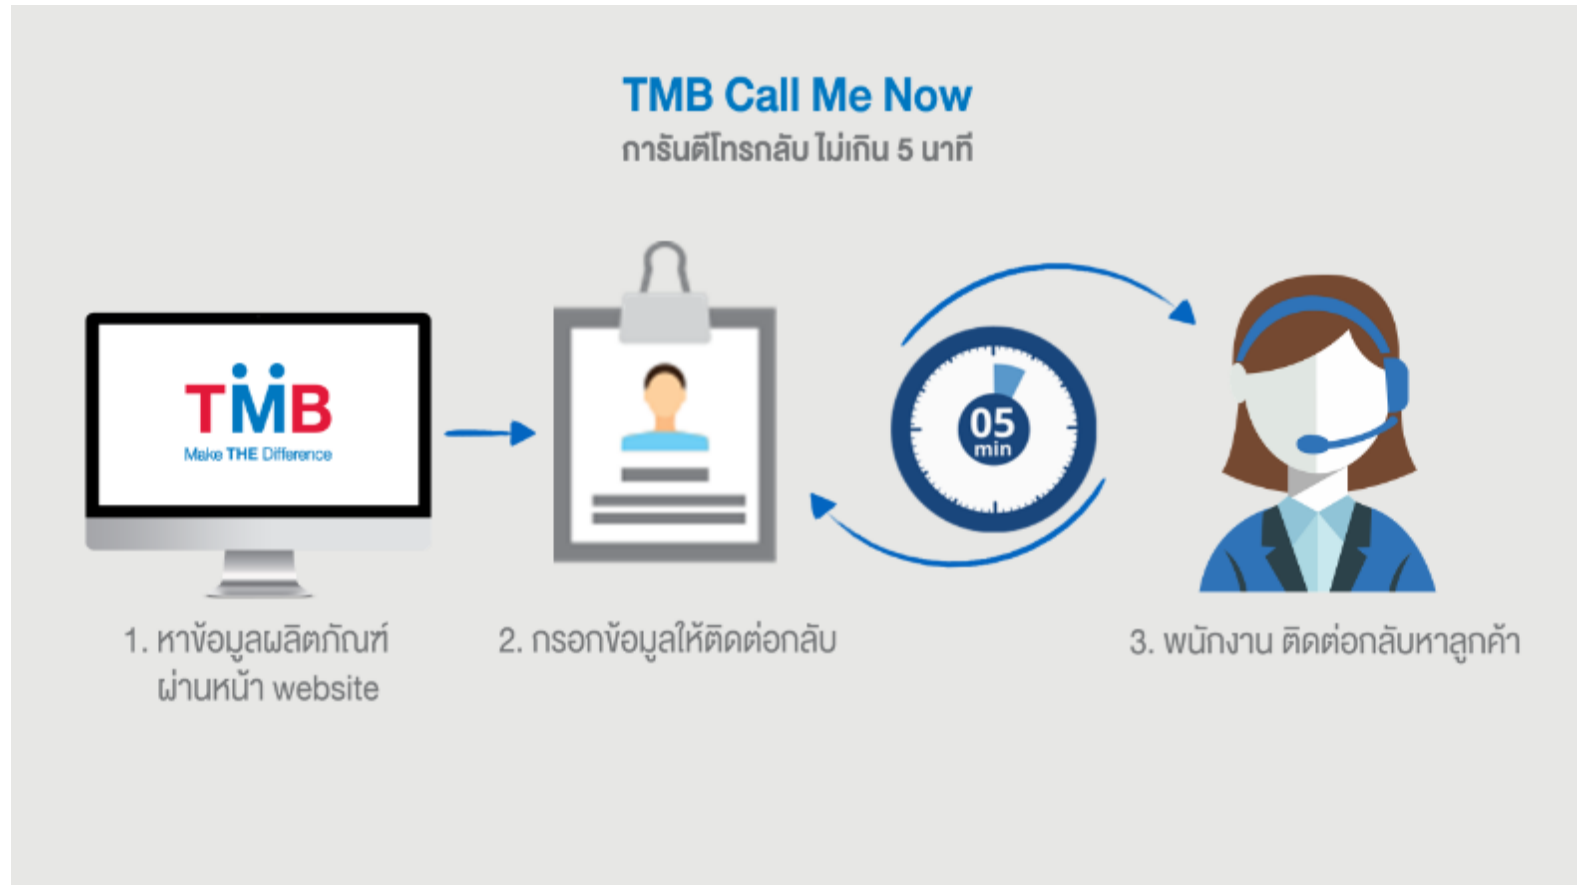 TMB Call Me Now
การันตีโทรกลับ ไม่เกิน 5 นาที
TMB
Make THE Difference
05
min
1. หาข้อมูลผลิตภัณฑ์
ผ่านหน้า website
2. กรอกข้อมูลให้ติดต่อกลับ
3. พนักงาน ติดต่อกลับหาลูกค้า